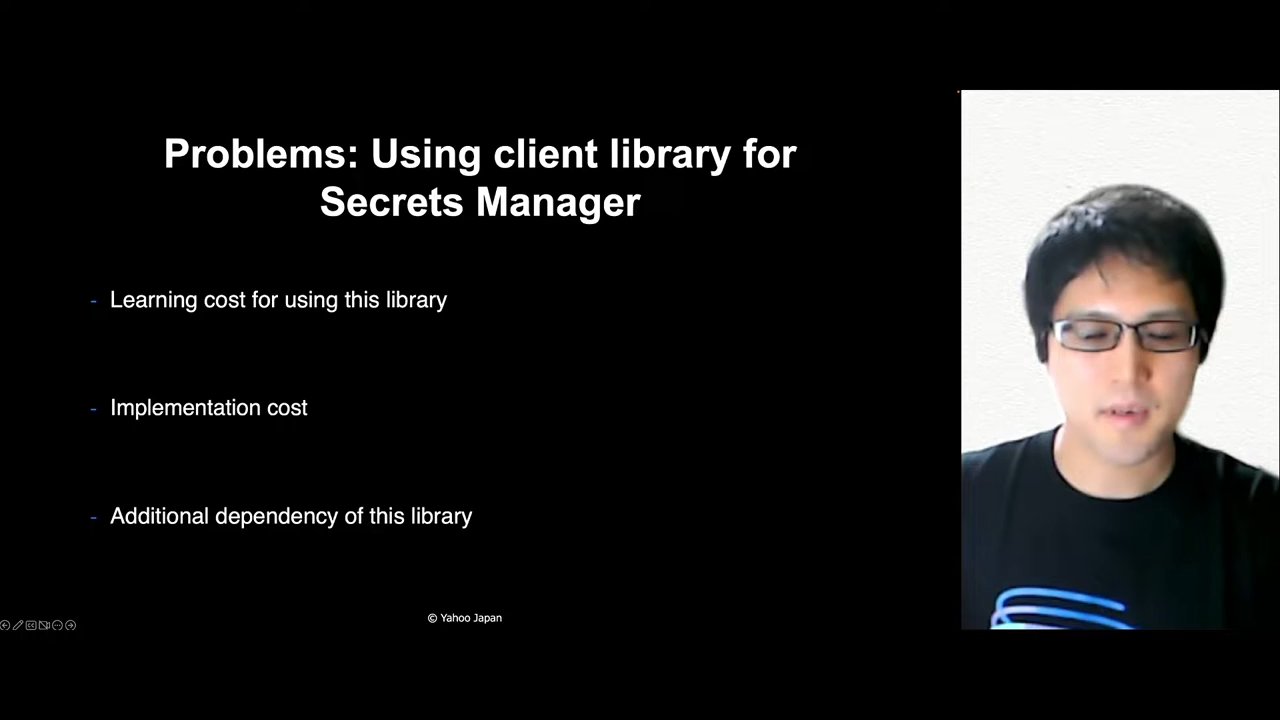 Problems: Using client library for
Secrets Manager
- Learning cost for using this library
- Implementation cost
- Additional dependency of this library
© Yahoo Japan